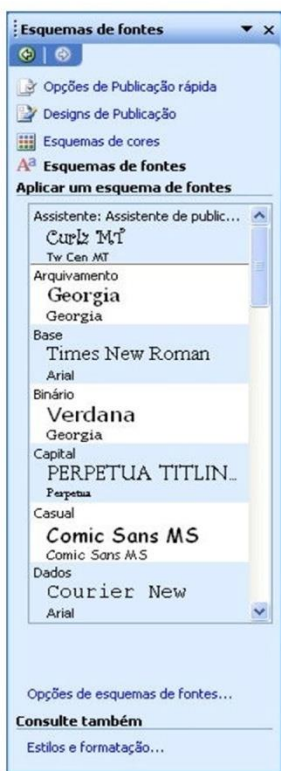 Esquemas de fontes
Opções de Publicação rápida
Designs de Publicação
Esquemas de cores
Aa Esquemas de fontes
Aplicar um esquema de fontes
Assistente: Assistente de public...
Curlz MT
Tw Cen MT
Arquivamento
Georgia
Georgia
Base
Times New Roman
Arial
Binário
Verdana
Georgia
Capital
PERPETUA TITLIN...
Perpetua
Casual
Comic Sans MS
Comic Sans MS
Dados
Courier New
Arial
Opções de esquemas de fontes...
Consulte também
Estilos e formatação...